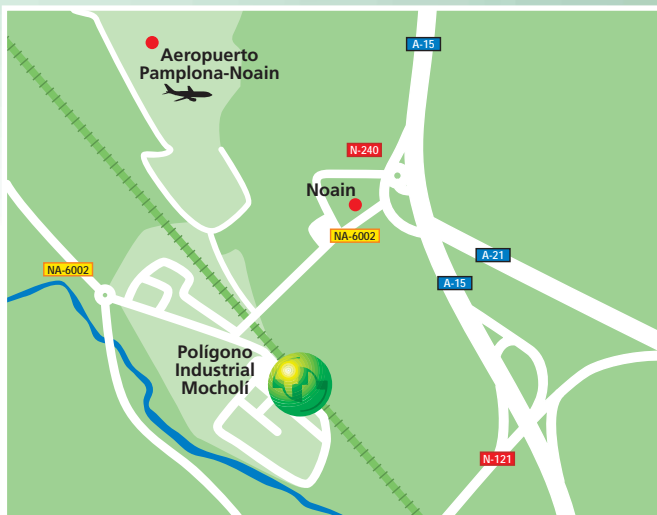 A-15
Aeropuerto
Pamplona-Noain
N-240
Noain
NA-6002
A-21
NA-6002
A-15
Polígono
Industrial
Mocholí
N-121